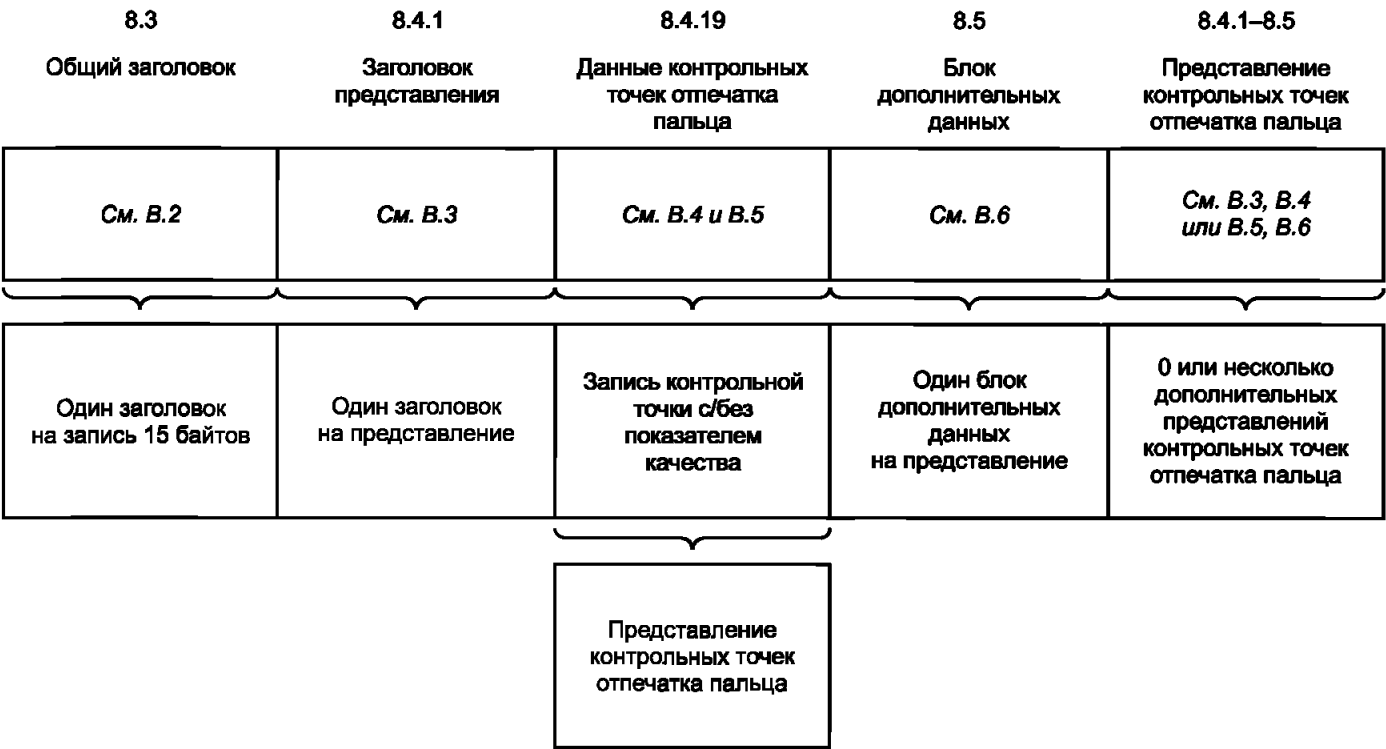 8.3
Общий заголовок
8.4.1
Заголовок
представления
8.4.19
Данные контрольных
точек отпечатка
пальца
8.5
Блок
дополнительных
данных
8.4.1–8.5
Представление
контрольных точек
отпечатка пальца
См. В.2
См. В.3
См. В.4 и В.5
См. В.6
См. В.3, В.4
или В.5, В.6
Один заголовок
на запись 15 байтов
Один заголовок
на представление
Запись контрольной
точки с/без
показателем
качества
Один блок
дополнительных
данных
на представление
0 или несколько
дополнительных
представлений
контрольных точек
отпечатка пальца
Представление
контрольных точек
отпечатка пальца